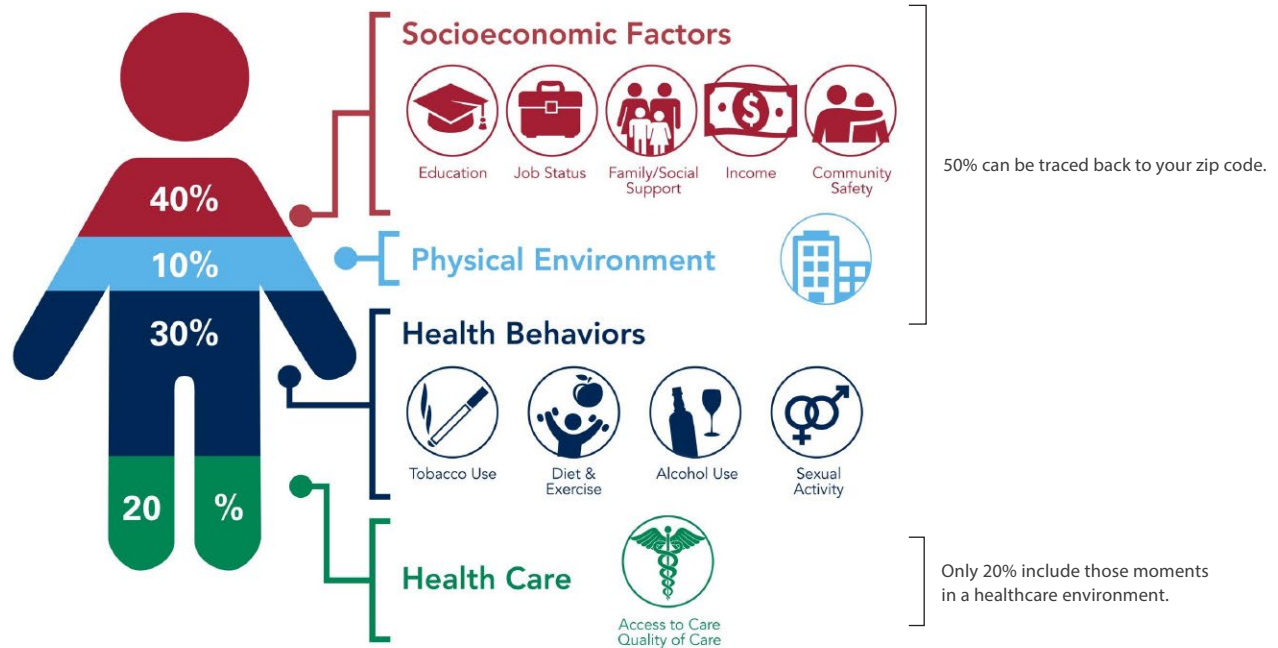 Socioeconomic Factors
Education
Job Status
Family/Social
Support
Income
Community
Safety
50% can be traced back to your zip code.
40%
10%
Physical Environment
30%
Health Behaviors
Tobacco Use
Diet &
Exercise
Alcohol Use
Sexual
Activity
20 %
Health Care
Access to Care
Quality of Care
Only 20% include those moments
in a healthcare environment.
$